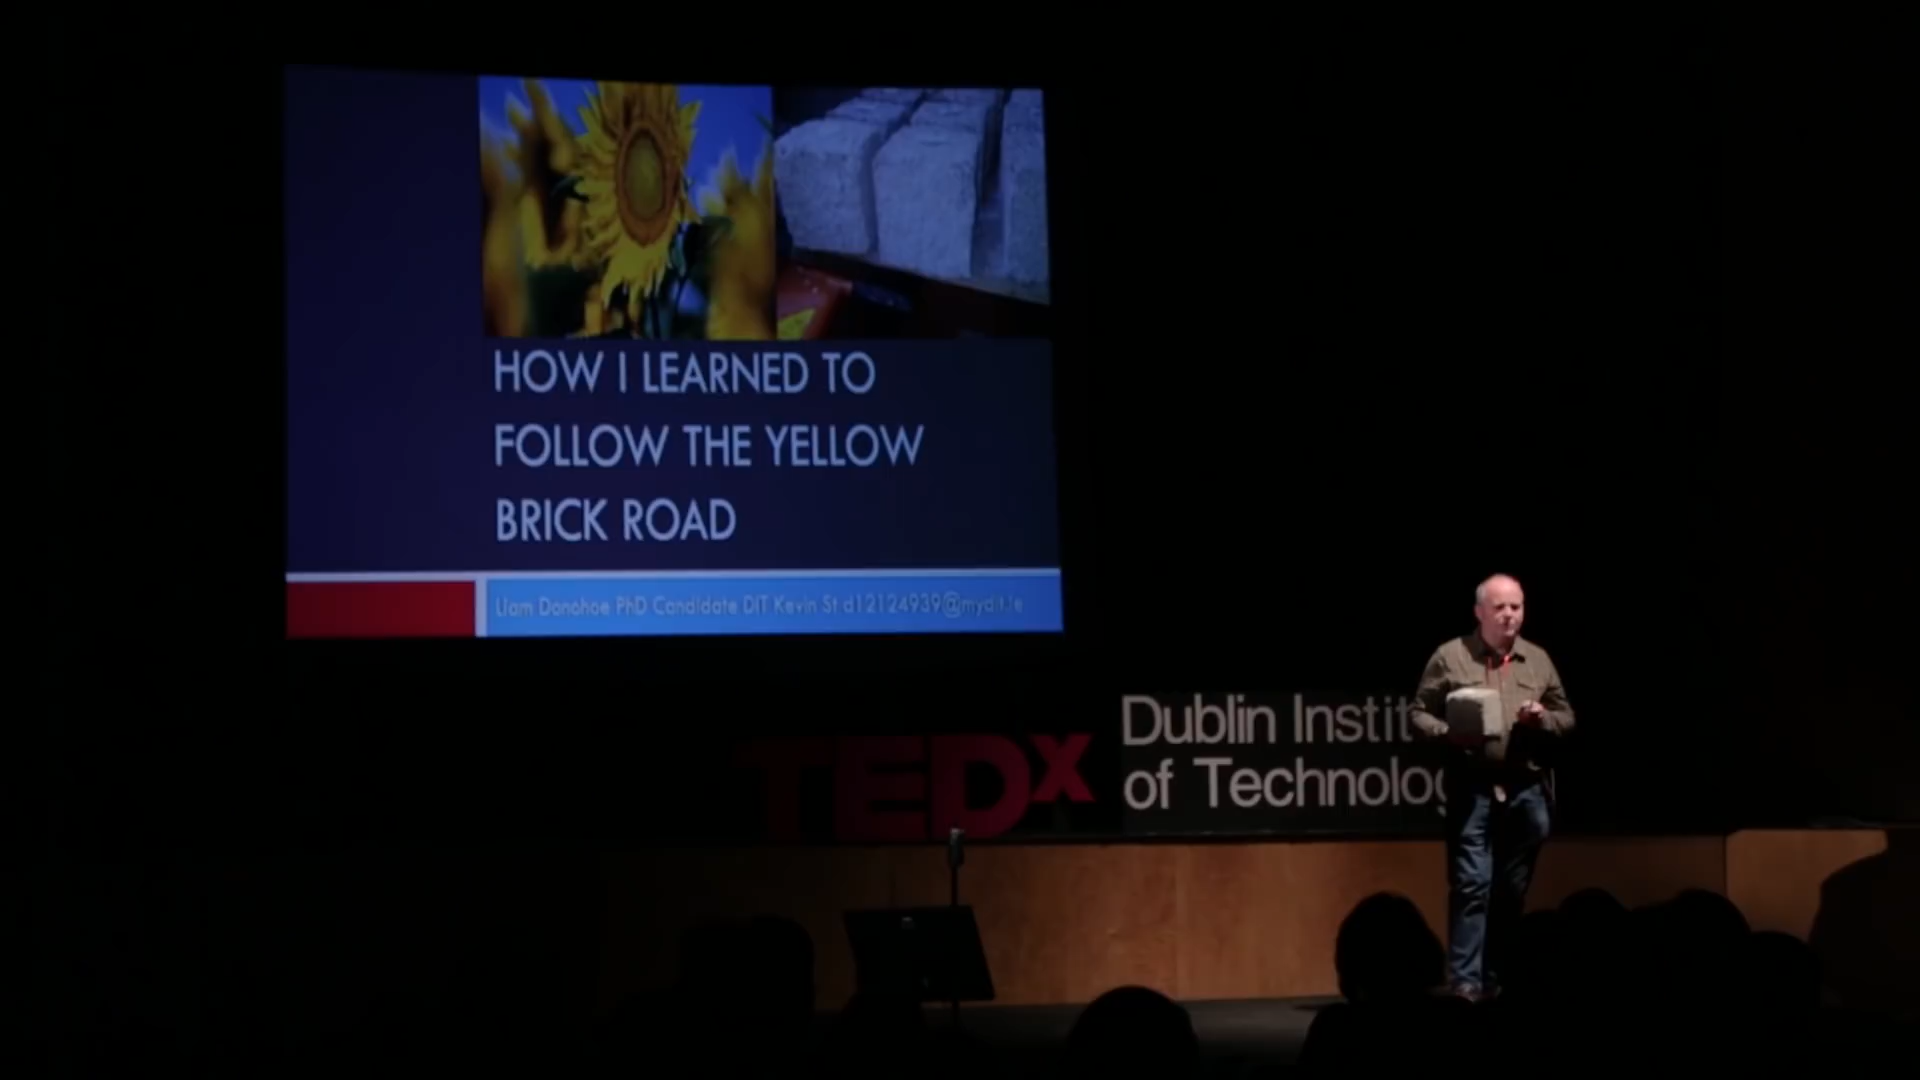 HOW I LEARNED TO
FOLLOW THE YELLOW
BRICK ROAD
Liam Donohoe PhD Candidate DIT Kevin St d12124939@mydit.ie
TEDx
Dublin Instit
of Technolog